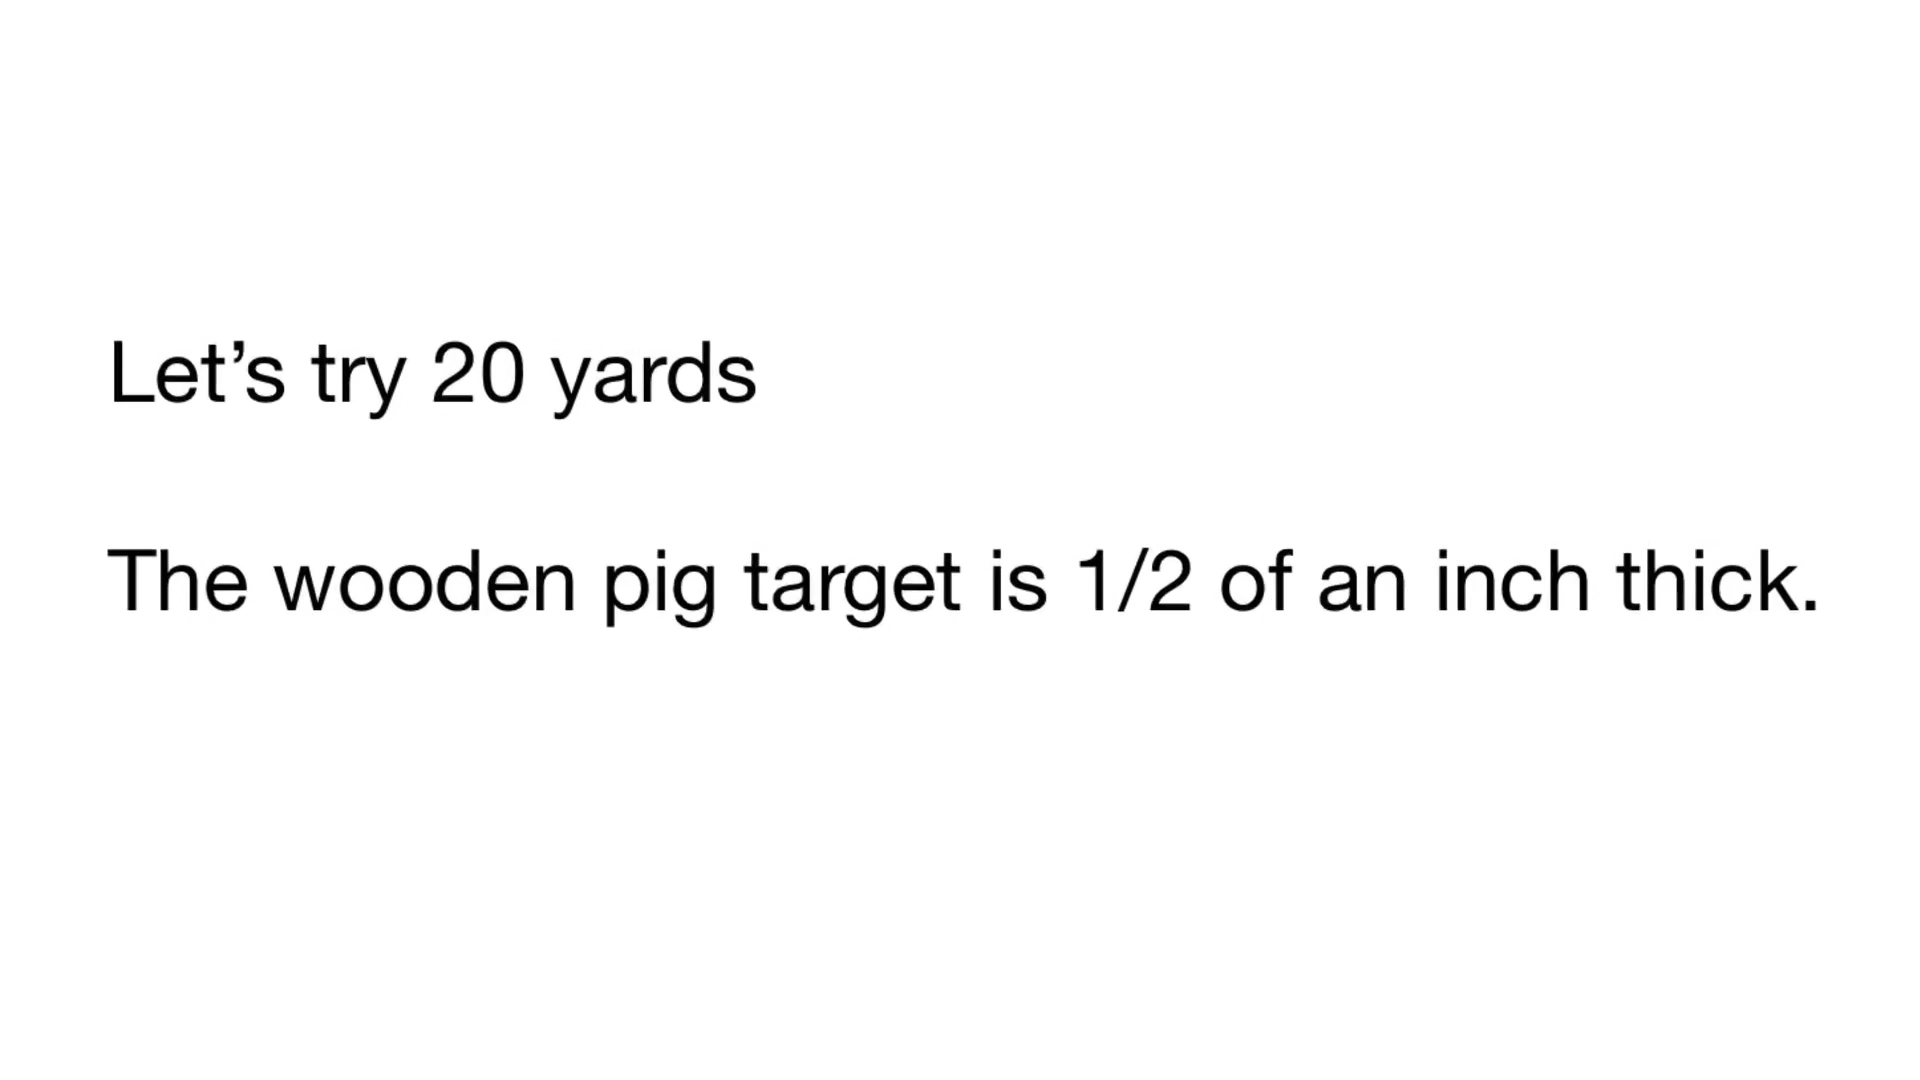 Let’s try 20 yards
The wooden pig target is 1/2 of an inch thick.